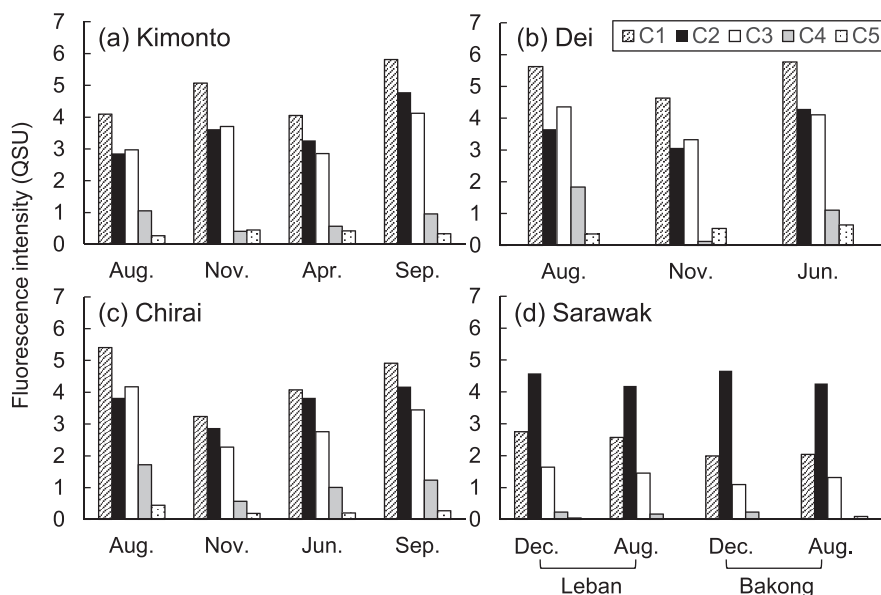 Fluorescence intensity (QSU)
(a) Kimonto
7
6
5
4
3
2
1
0
Aug. Nov. Apr. Sep.
(b) Dei
C1 C2 C3 C4 C5
7
6
5
4
3
2
1
0
Aug. Nov. Jun.
(c) Chirai
7
6
5
4
3
2
1
0
Aug. Nov. Jun. Sep.
(d) Sarawak
7
6
5
4
3
2
1
0
Dec. Aug. Dec. Aug.
Leban Bakong